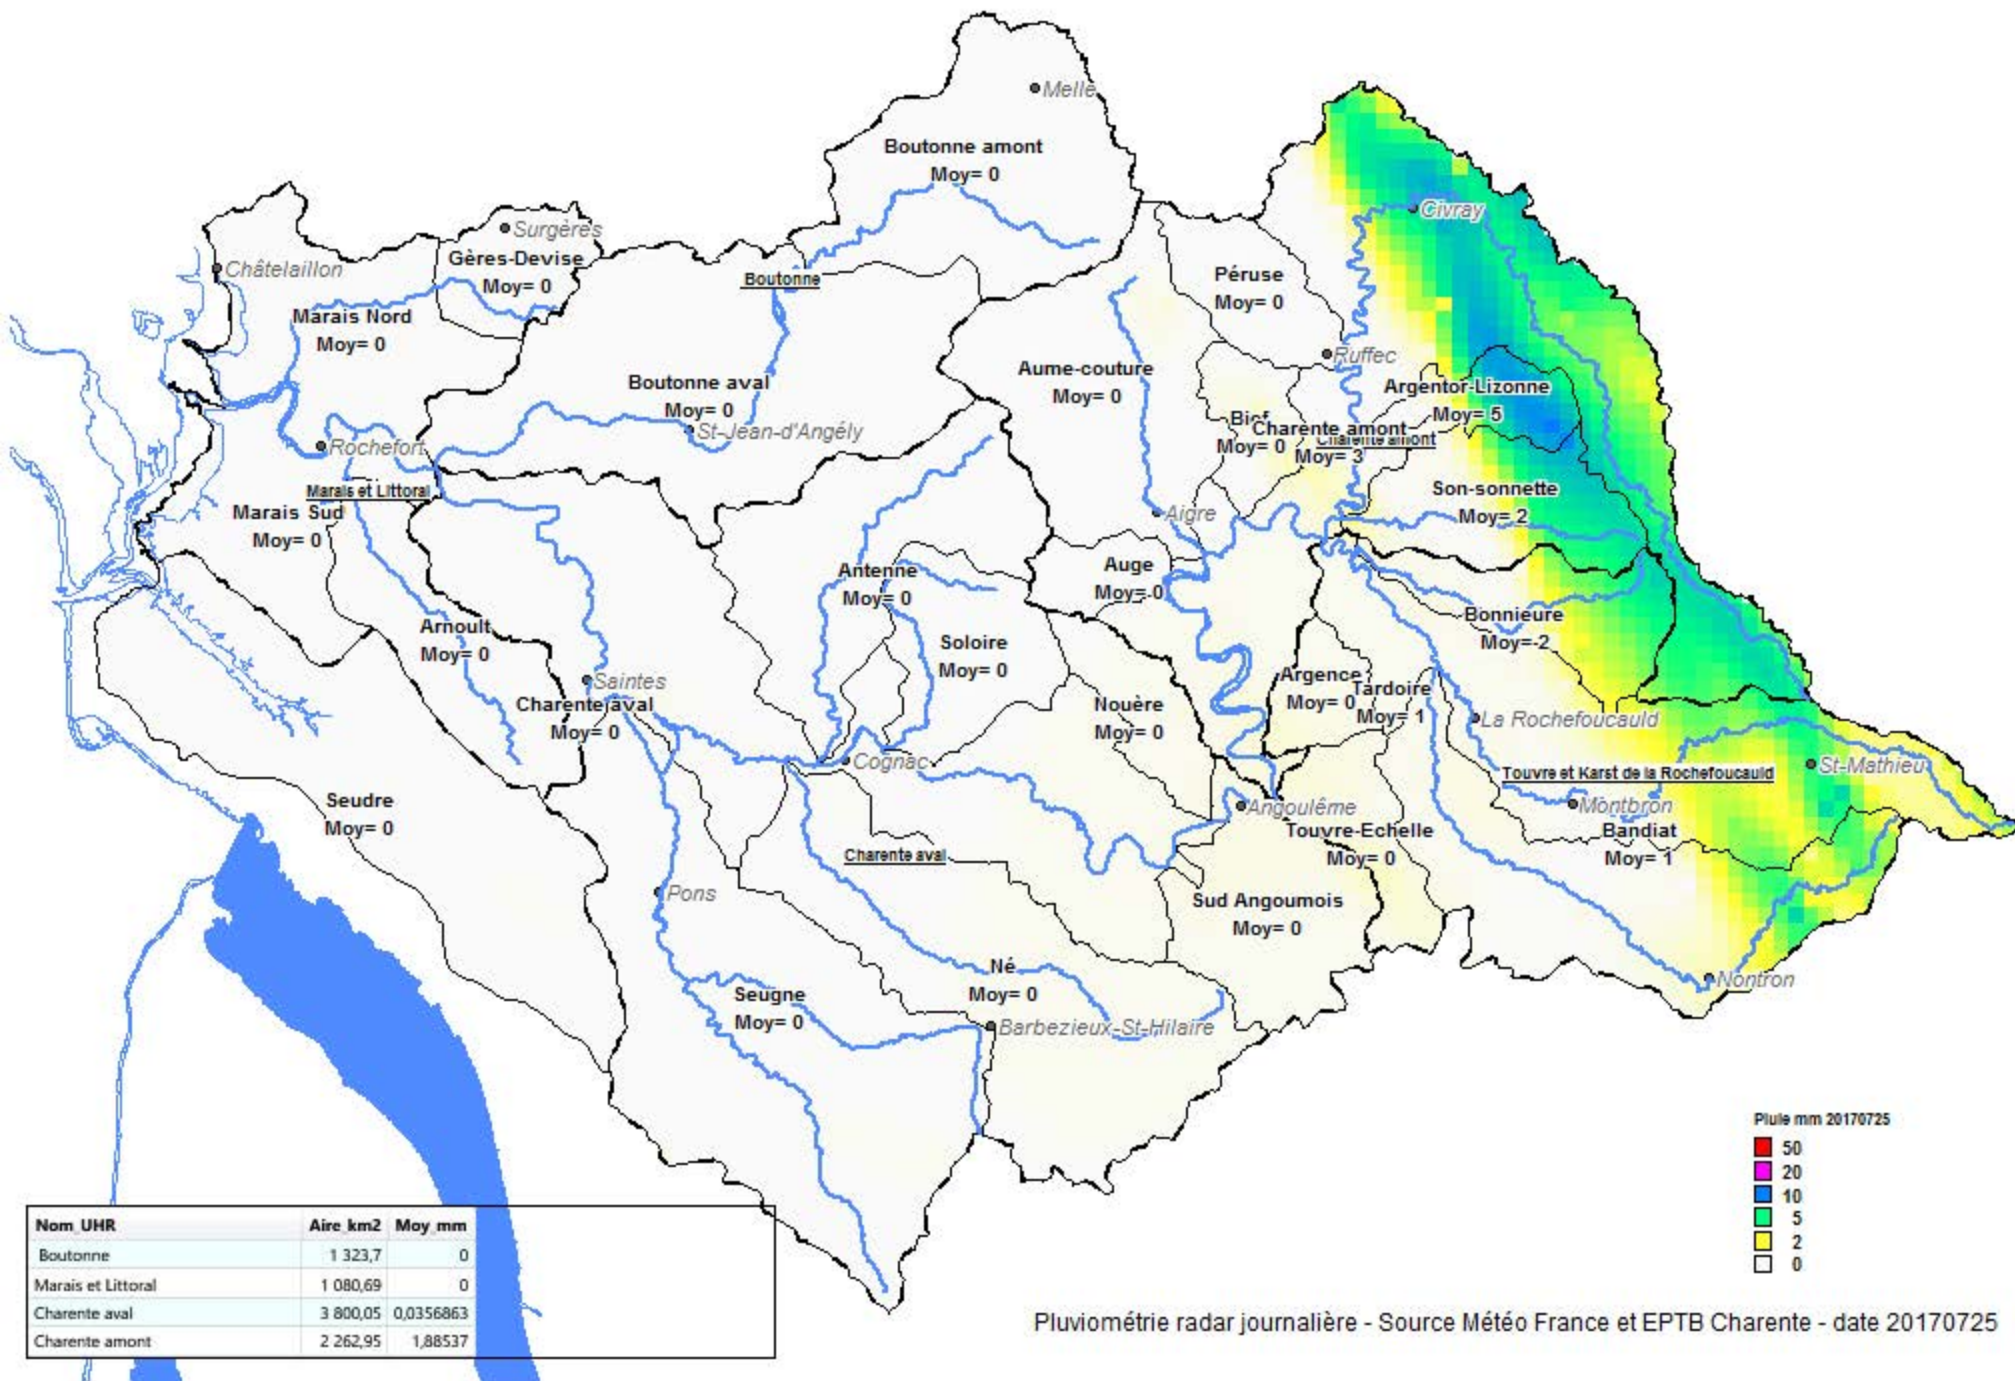 Melle
Boutonne amont
Moy= 0
Surgères
Gères-Devise
Moy= 0
Châtelaillon
Civray
Péruse
Moy= 0
Boutonne
Marais Nord
Moy= 0
Ruffec
Aume-couture
Moy= 0
Boutonne aval
Moy= 0
Argentor-Lizonne
Moy= 5
St-Jean-d'Angély
Bief
Moy= 0
Charente amont
Moy= 3
Charente amont
Rochefort
Marais et Littoral
Marais Sud
Moy= 0
Son-sonnette
Moy= 2
Aigre
Antenne
Moy= 0
Auge
Moy= 0
Bonnieure
Moy= 2
Arnoult
Moy= 0
Soloire
Moy= 0
Saintes
Charente aval
Moy= 0
Argence
Moy= 0
Tardoire
Moy= 1
Nouère
Moy= 0
La Rochefoucauld
Cognac
Touvre et Karst de la Rochefoucauld
St-Mathieu
Seudre
Moy= 0
Angoulême
Montbron
Touvre-Echelle
Moy= 0
Bandiat
Moy= 1
Charente aval
Pons
Sud Angoumois
Moy= 0
Né
Moy= 0
Nontron
Seugne
Moy= 0
Barbezieux-St-Hilaire
Pluie mm 20170725
50
20
10
5
2
0
Nom_UHR Aire_km2 Moy_mm
Boutonne 1 323,7 0
Marais et Littoral 1 080,69 0
Charente aval 3 800,05 0,0356863
Charente amont 2 262,95 1,88537
Pluviométrie radar journalière - Source Météo France et EPTB Charente - date 20170725